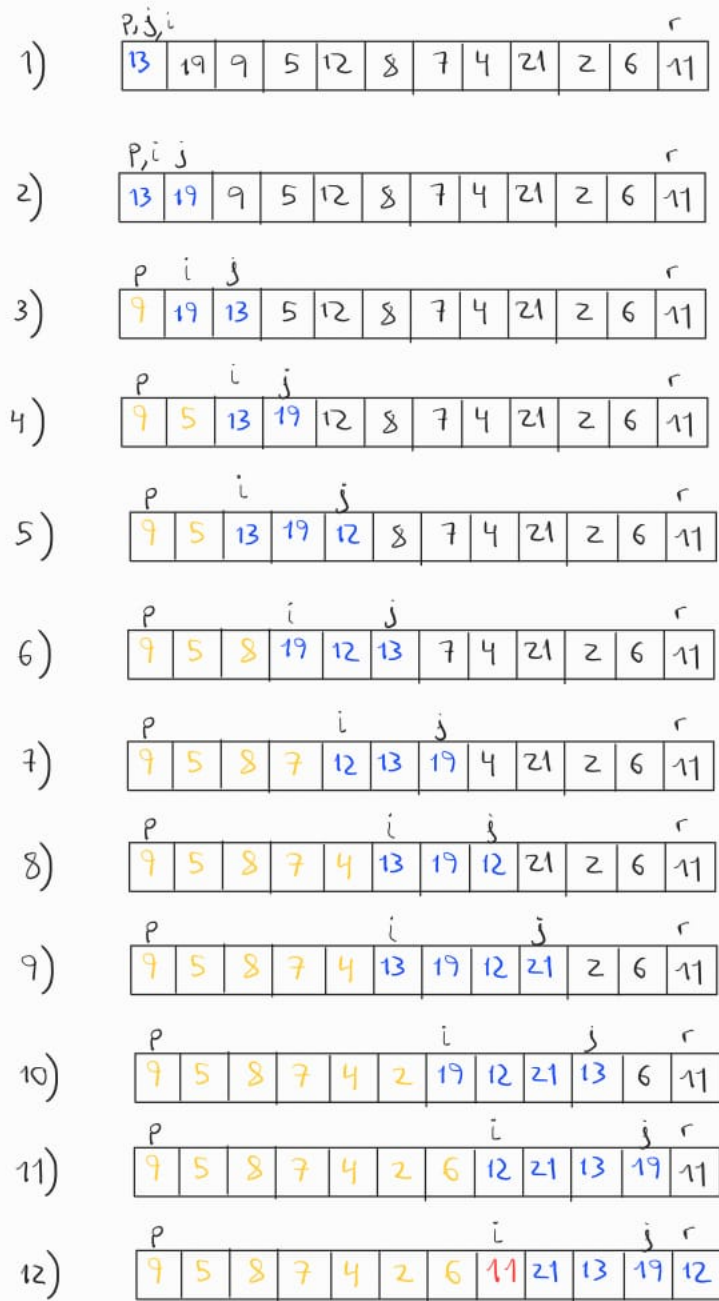 p,j,i r
1) 13 19 9 5 12 8 7 4 21 2 6 11
p,i j r
2) 13 19 9 5 12 8 7 4 21 2 6 11
p i j r
3) 9 19 13 5 12 8 7 4 21 2 6 11
p i j r
4) 9 5 13 19 12 8 7 4 21 2 6 11
p i j r
5) 9 5 13 19 12 8 7 4 21 2 6 11
p i j r
6) 9 5 8 19 12 13 7 4 21 2 6 11
p i j r
7) 9 5 8 7 12 13 19 4 21 2 6 11
p i j r
8) 9 5 8 7 4 13 19 12 21 2 6 11
p i j r
9) 9 5 8 7 4 13 19 12 21 2 6 11
p i j r
10) 9 5 8 7 4 2 19 12 21 13 6 11
p i j r
11) 9 5 8 7 4 2 6 12 21 13 19 11
p i j r
12) 9 5 8 7 4 2 6 11 21 13 19 12